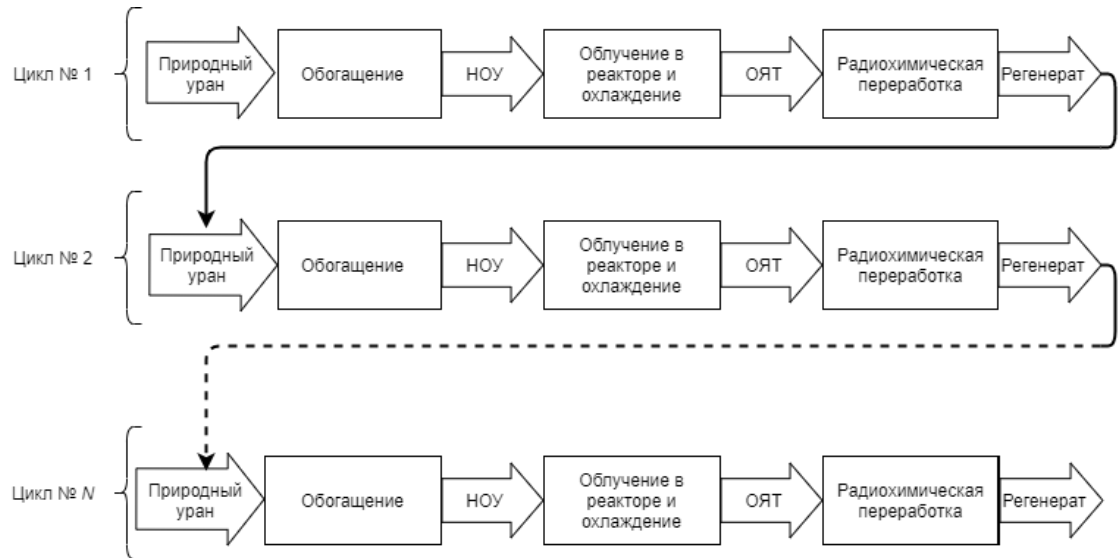 Цикл № 1
Природный
уран
Обогащение
НОУ
Облучение в
реакторе и
охлаждение
ОЯТ
Радиохимическая
переработка
Регенерат
Цикл № 2
Природный
уран
Обогащение
НОУ
Облучение в
реакторе и
охлаждение
ОЯТ
Радиохимическая
переработка
Регенерат
Цикл № N
Природный
уран
Обогащение
НОУ
Облучение в
реакторе и
охлаждение
ОЯТ
Радиохимическая
переработка
Регенерат